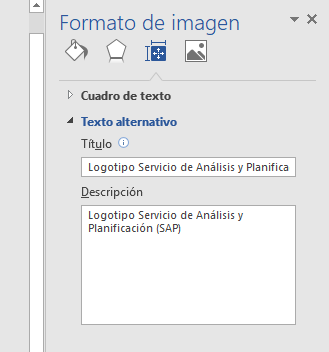 Formato de imagen
Cuadro de texto
Texto alternativo
Título
Logotipo Servicio de Análisis y Planifica
Descripción
Logotipo Servicio de Análisis y
Planificación (SAP)